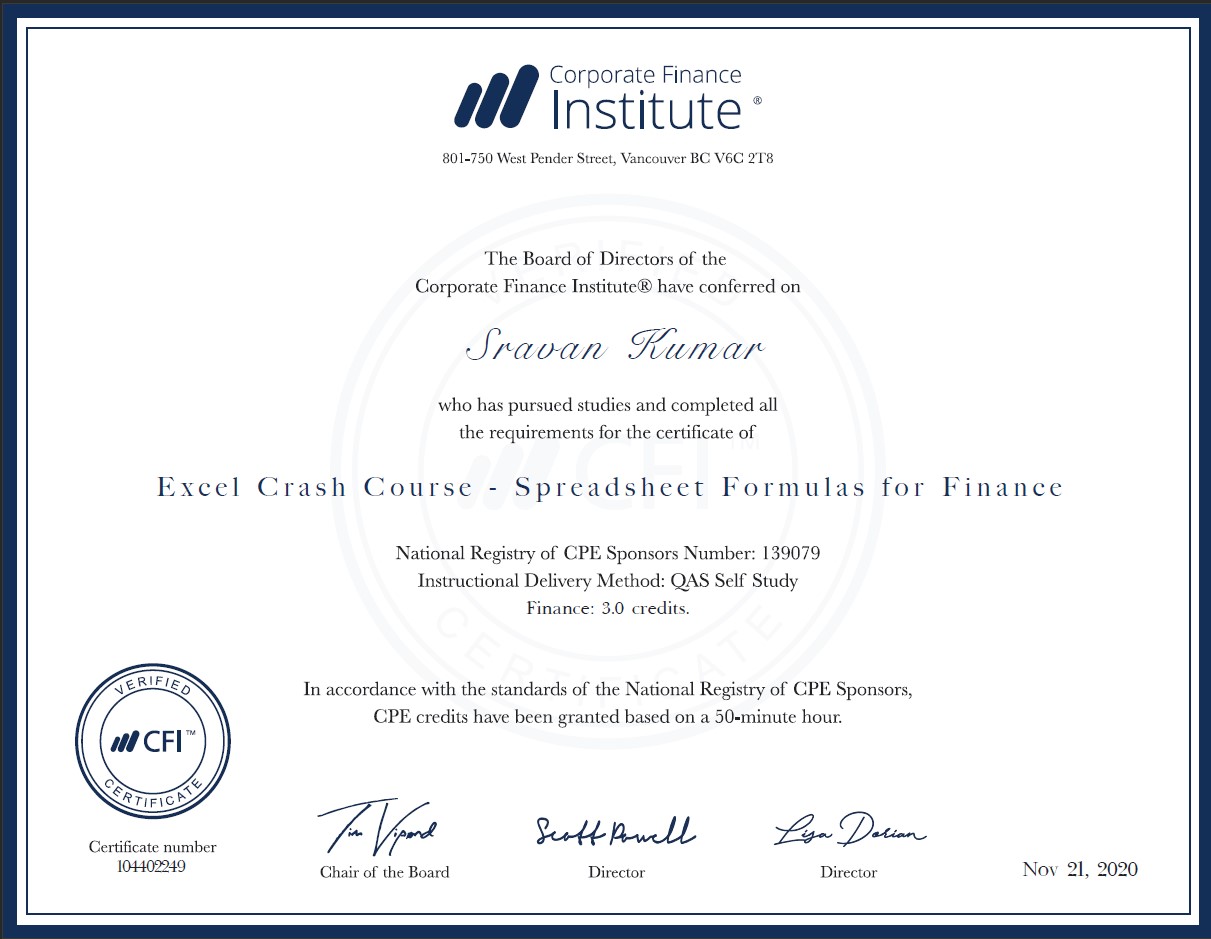 Corporate Finance
Institute ®
801-750 West Pender Street, Vancouver BC V6C 2T8
The Board of Directors of the
Corporate Finance Institute® have conferred on
Sravan Kumar
who has pursued studies and completed all
the requirements for the certificate of
Excel Crash Course - Spreadsheet Formulas for Finance
National Registry of CPE Sponsors Number: 139079
Instructional Delivery Method: QAS Self Study
Finance: 3.0 credits.
In accordance with the standards of the National Registry of CPE Sponsors,
CPE credits have been granted based on a 50-minute hour.
VERIFIED
CFI™
CERTIFICATE
Certificate number
104402249
Tim Vipond
Chair of the Board
Scott Powell
Director
Lisa Dorian
Director
Nov 21, 2020
VERIFIED
CFI™
CERTIFICATE